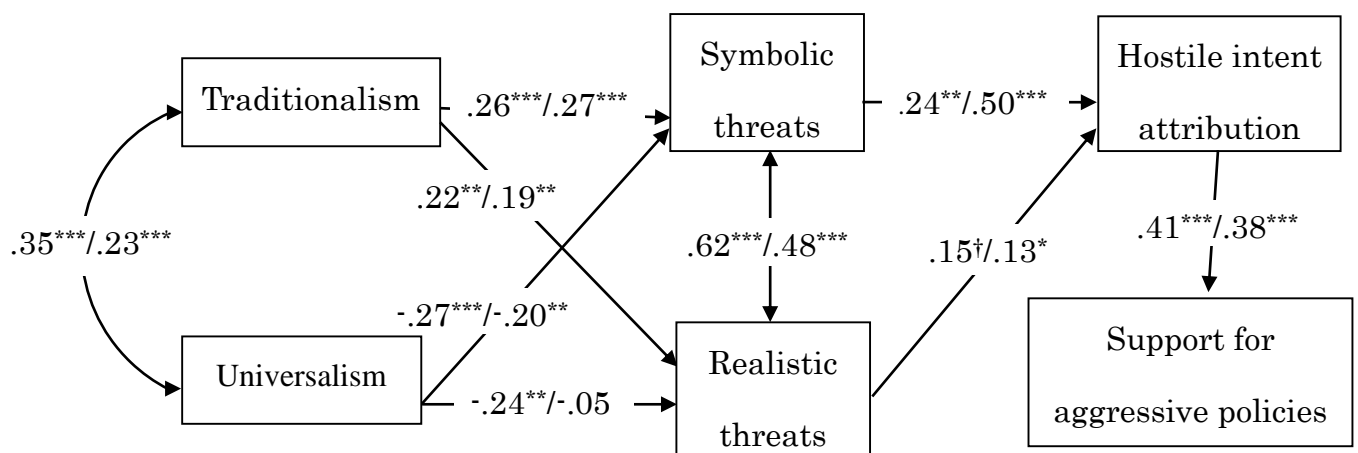 Symbolic
threats
Hostile intent
attribution
Traditionalism
.26***/.27***
.24**/.50***
.22**/.19**
.35***/.23***
.62***/.48***
.15†/.13*
.41***/.38***
-.27***/-.20**
Universalism
-.24**/-.05
Realistic
threats
Support for
aggressive policies